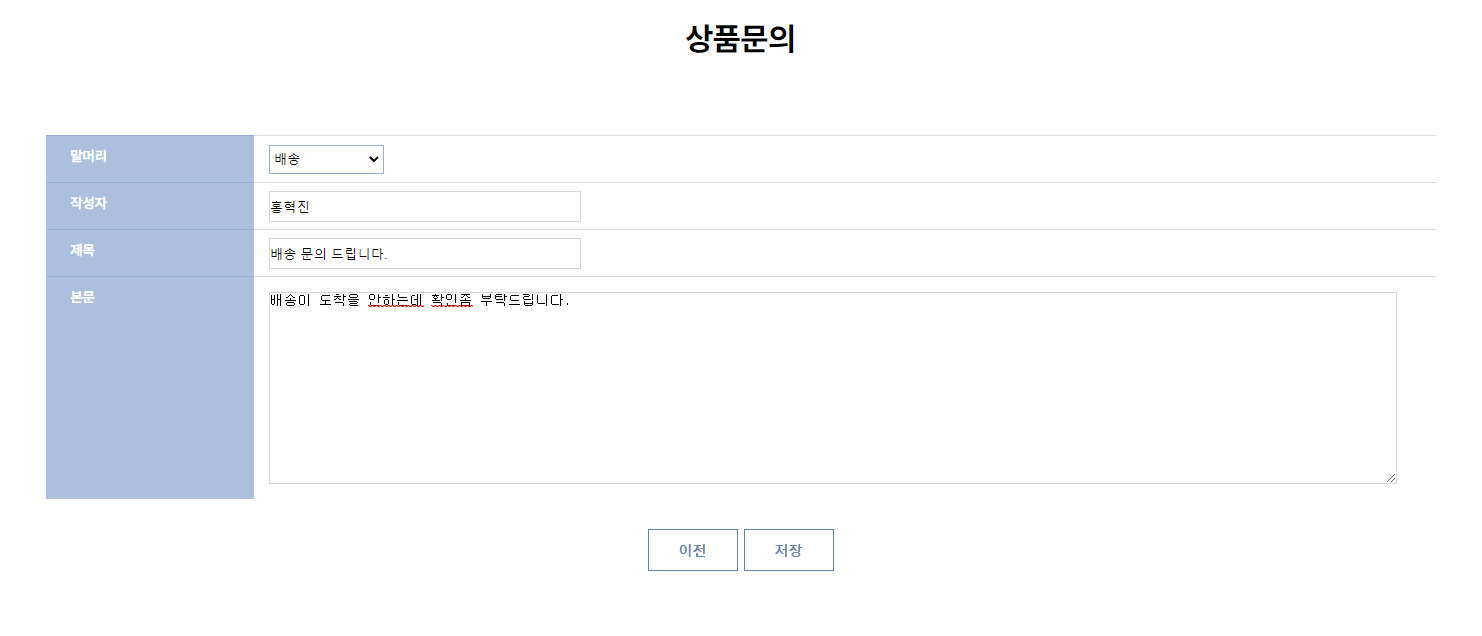 상품문의
말머리
배송
작성자
홍혁진
제목
배송 문의 드립니다.
본문
배송이 도착을 안하는데 확인좀 부탁드립니다.
이전
저장